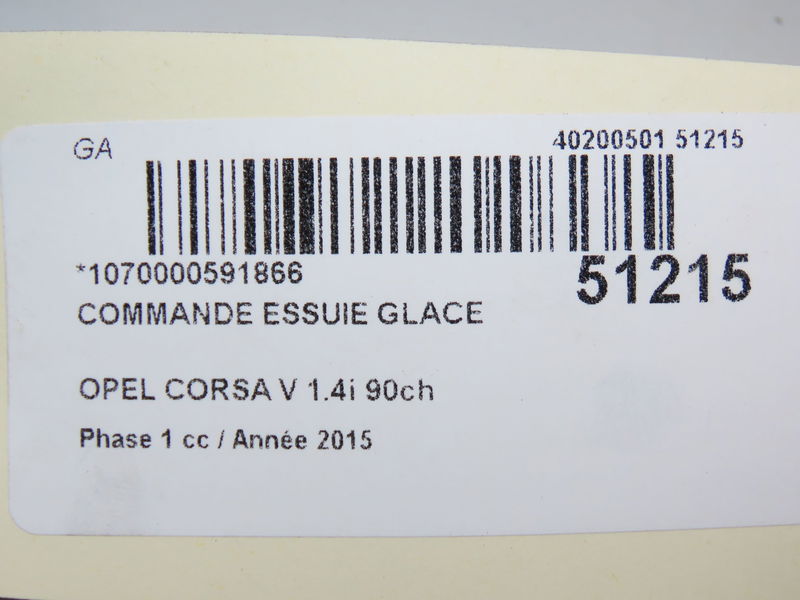 GA 40200501 51215
*1070000591866 51215
COMMANDE ESSUIE GLACE
OPEL CORSA V 1.4i 90ch
Phase 1 cc / Année 2015